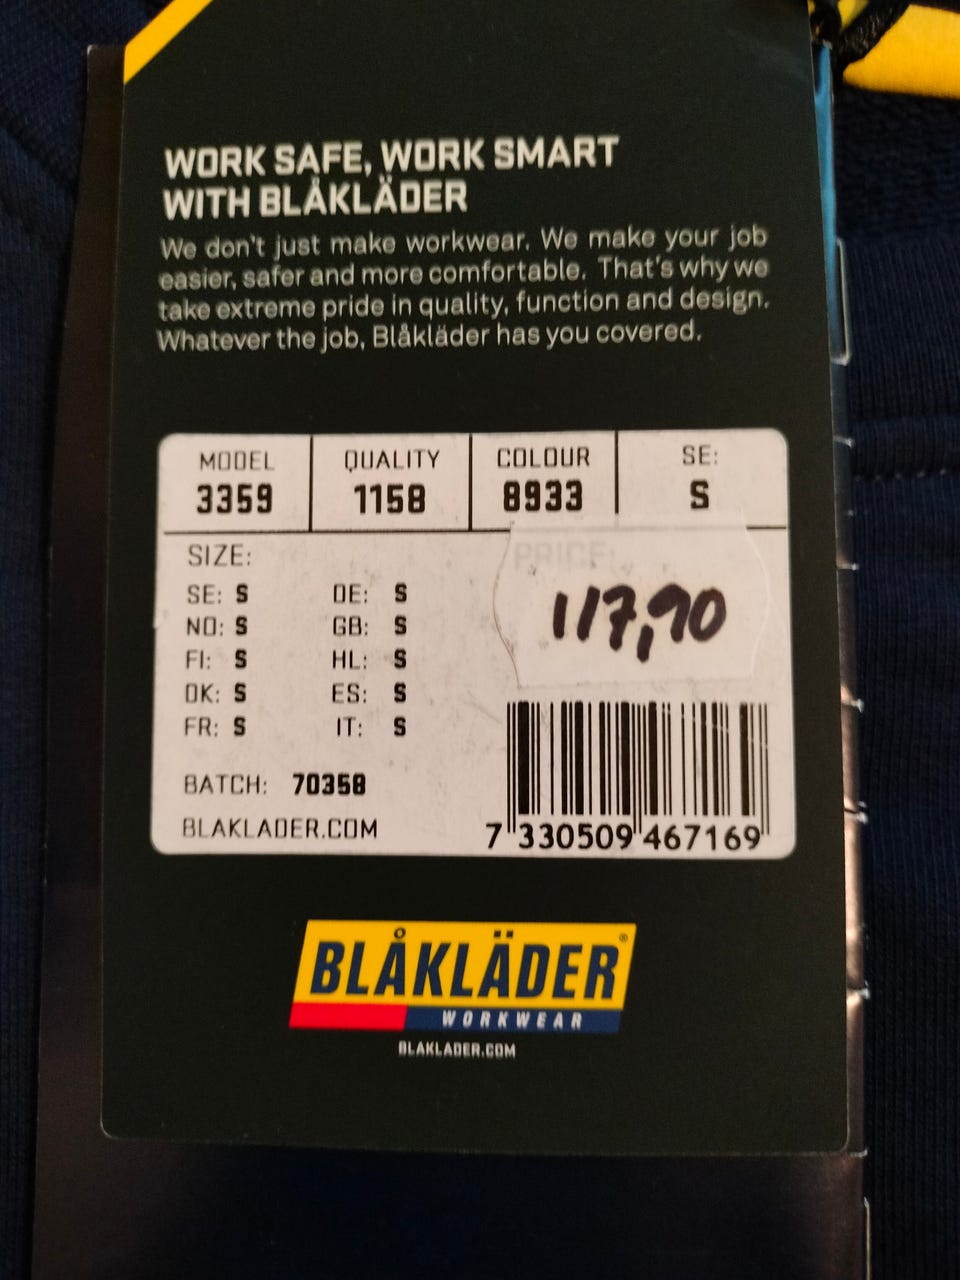 WORK SAFE, WORK SMART
WITH BLÅKLÄDER
We don't just make workwear. We make your job
easier, safer and more comfortable. That's why we
take extreme pride in quality, function and design.
Whatever the job, Blåkläder has you covered.
MODEL QUALITY COLOUR SE:
3359 1158 8933 S
SIZE: PRICE:
117,90
SE: S DE: S
NO: S GB: S
FI: S HL: S
DK: S ES: S
FR: S IT: S
BATCH: 70358
BLAKLADER.COM
7 330509 467169
BLÅKLÄDER®
WORKWEAR
BLAKLADER.COM